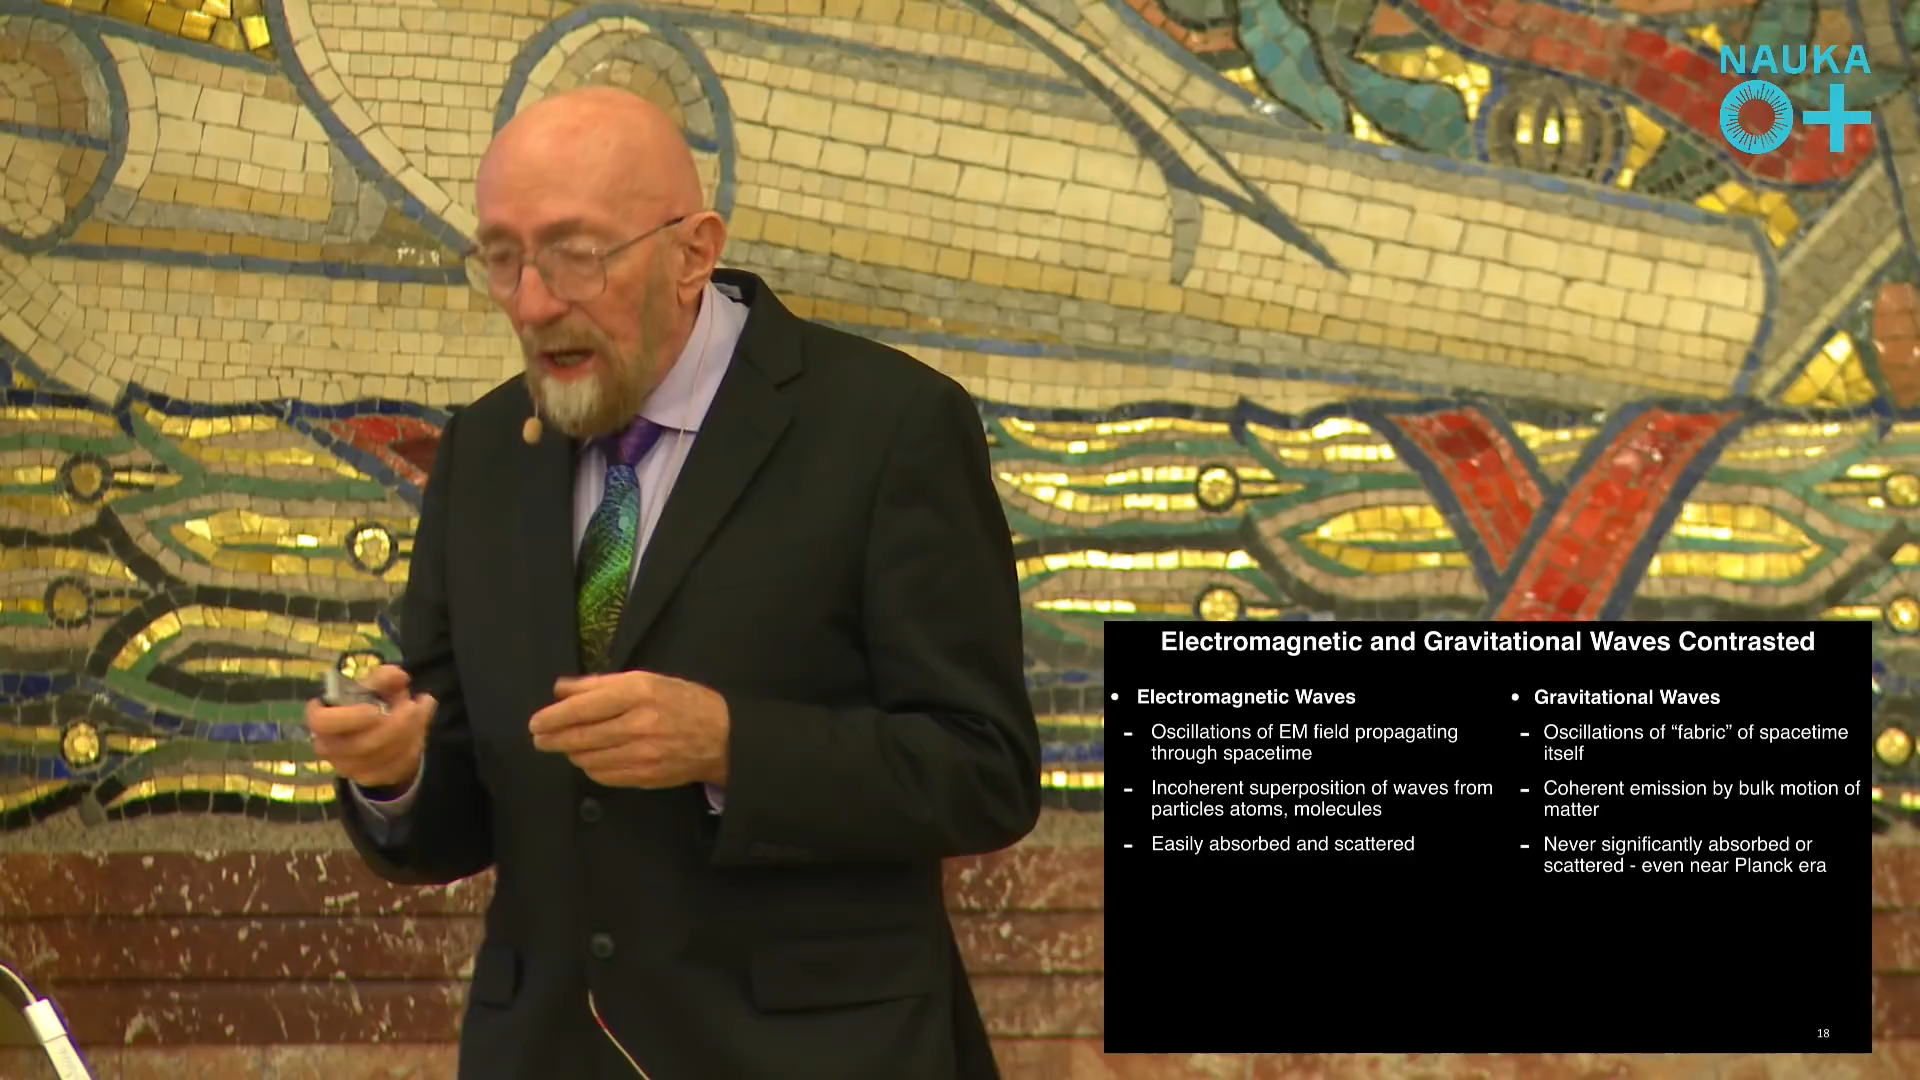 NAUKA
0+
Electromagnetic and Gravitational Waves Contrasted
• Electromagnetic Waves
- Oscillations of EM field propagating
through spacetime
- Incoherent superposition of waves from
particles atoms, molecules
- Easily absorbed and scattered
• Gravitational Waves
- Oscillations of “fabric” of spacetime
itself
- Coherent emission by bulk motion of
matter
- Never significantly absorbed or
scattered - even near Planck era
18